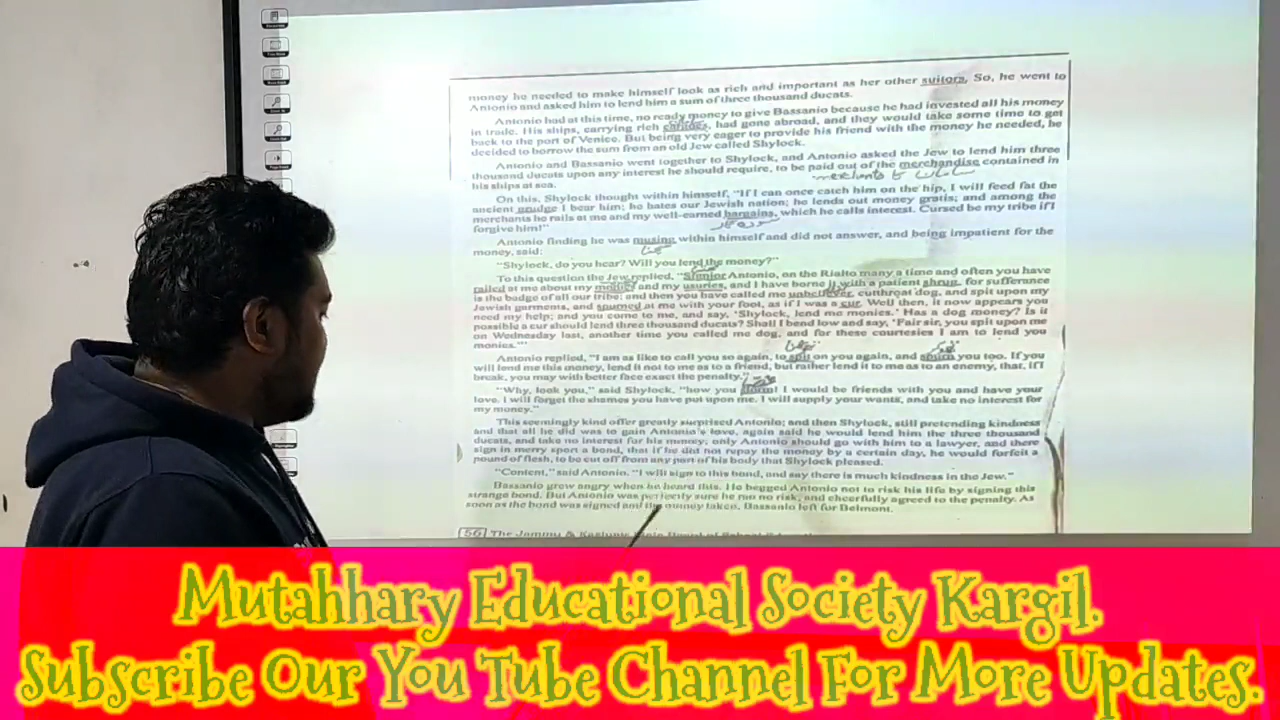 money he needed to make himself look as rich and important as her other suitors. So, he went to
Antonio and asked him to lend him a sum of three thousand ducats.
Antonio had at this time, no ready money to give Bassanio because he had invested all his money
in trade. His ships, carrying rich cargoes, had gone abroad, and they would take some time to get
back to the port of Venice. But being very eager to provide his friend with the money he needed, he
decided to borrow the sum from an old Jew called Shylock.
Antonio and Bassanio went together to Shylock, and Antonio asked the Jew to lend him three
thousand ducats upon any interest he should require, to be paid out of the merchandise contained in
his ships at sea.
On this, Shylock thought within himself, "If I can once catch him on the hip, I will feed fat the
ancient grudge I bear him; he hates our Jewish nation; he lends out money gratis; and among the
merchants he rails at me and my well-earned bargains, which he calls interest. Cursed be my tribe if I
forgive him!"
Antonio finding he was musing within himself and did not answer, and being impatient for the
money, said:
"Shylock, do you hear? Will you lend the money?"
To this question the Jew replied, "Signior Antonio, on the Rialto many a time and often you have
railed at me about my monies and my usuries, and I have borne it with a patient shrug, for sufferance
is the badge of all our tribe; and then you have called me unbeliever, cutthroat dog, and spit upon my
Jewish garments, and spurned at me with your foot, as if I was a cur. Well then, it now appears you
need my help; and you come to me, and say, 'Shylock, lend me monies.' Has a dog money? Is it
possible a cur should lend three thousand ducats? Shall I bend low and say, 'Fair sir, you spit upon me
on Wednesday last, another time you called me dog, and for these courtesies I am to lend you
monies.'"
Antonio replied, "I am as like to call you so again, to spit on you again, and spurn you too. If you
will lend me this money, lend it not to me as to a friend, but rather lend it to me as to an enemy, that, if I
break, you may with better face exact the penalty."
"Why, look you," said Shylock, "how you storm! I would be friends with you and have your
love. I will forget the shames you have put upon me. I will supply your wants, and take no interest for
my money."
This seemingly kind offer greatly surprised Antonio; and then Shylock, still pretending kindness
and that all he did was to gain Antonio's love, again said he would lend him the three thousand
ducats, and take no interest for his money; only Antonio should go with him to a lawyer, and there
sign in merry sport a bond, that if he did not repay the money by a certain day, he would forfeit a
pound of flesh, to be cut off from any part of his body that Shylock pleased.
"Content," said Antonio. "I will sign to this bond, and say there is much kindness in the Jew."
Bassanio grew angry when he heard this. He begged Antonio not to risk his life by signing this
strange bond. But Antonio was perfectly sure he ran no risk, and cheerfully agreed to the penalty. As
soon as the bond was signed and the money taken, Bassanio left for Belmont.
56 The Jammu & Kashmir State Board of School
Mutahhary Educational Society Kargil.
Subscribe Our You Tube Channel For More Updates.